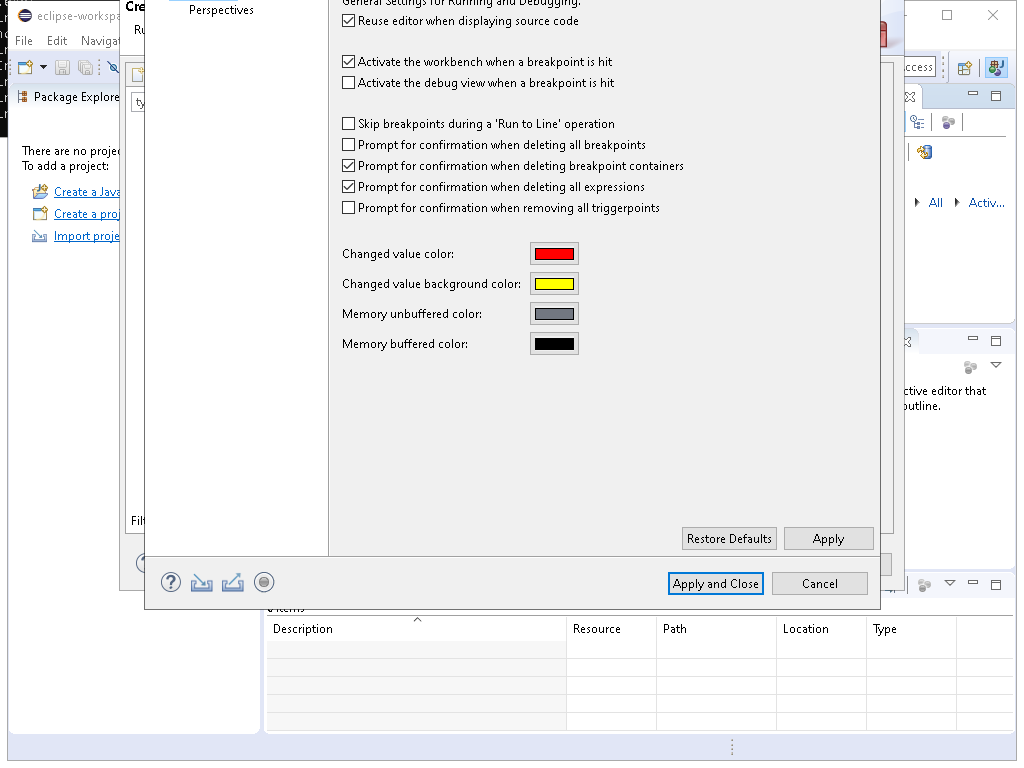 eclipse-workspa
Cre
Perspectives
General Settings for Running and Debugging.
Reuse editor when displaying source code
File Edit Navigat
Ru
ccess
Activate the workbench when a breakpoint is hit
Activate the debug view when a breakpoint is hit
Package Explore
ty
Skip breakpoints during a 'Run to Line' operation
Prompt for confirmation when deleting all breakpoints
Prompt for confirmation when deleting breakpoint containers
Prompt for confirmation when deleting all expressions
Prompt for confirmation when removing all triggerpoints
There are no projec
To add a project:
Create a Java
Create a proj
Import proje
All Activ...
Changed value color:
Changed value background color:
Memory unbuffered color:
Memory buffered color:
ctive editor that
outline.
Filt
Restore Defaults Apply
Apply and Close Cancel
Description Resource Path Location Type